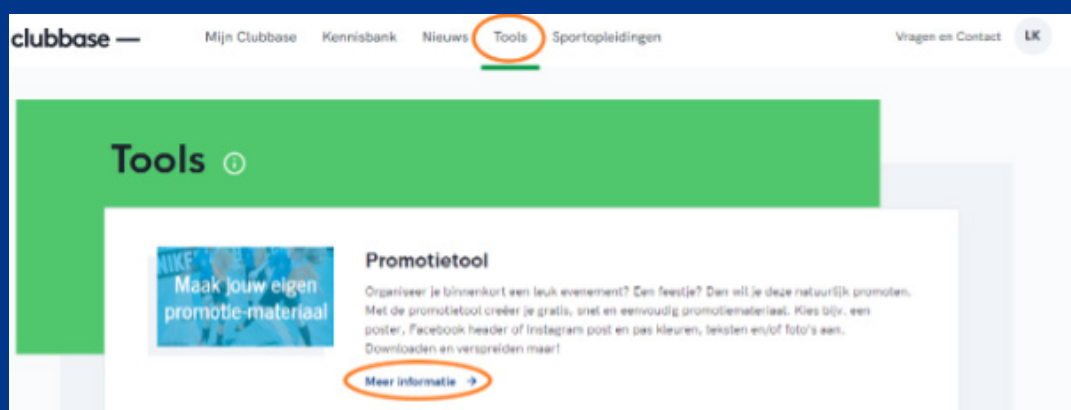 clubbase —
Mijn Clubbase Kennisbank Nieuws Tools Sportopleidingen Vragen en Contact LK
Tools
NIKE
Maak jouw eigen
promotie-materiaal
Promotietool
Organiseer je binnenkort een leuk evenement? Een feestje? Dan wil je deze natuurlijk promoten.
Met de promotietool creëer je gratis, snel en eenvoudig promotiemateriaal. Kies bijv. een
poster, Facebook header of Instagram post en pas kleuren, teksten en/of foto's aan.
Downloaden en verspreiden maar!
Meer informatie →